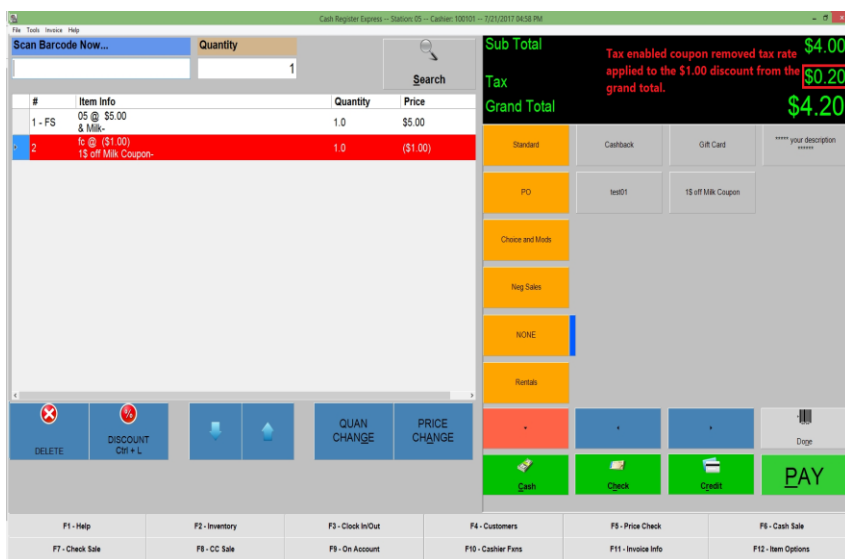 Cash Register Express -- Station: 05 -- Cashier: 100101 -- 7/21/2017 04:58 PM
File Tools Invoice Help
Scan Barcode Now...
Quantity
1
Search
# Item Info Quantity Price
1 - FS 05 @ $5.00 1.0 $5.00
& Milk-
2 fc @ ($1.00) 1.0 ($1.00)
1$ off Milk Coupon-
Sub Total $4.00
Tax $0.20
Grand Total $4.20
Tax enabled coupon removed tax rate
applied to the $1.00 discount from the
grand total.
Standard Cashback Gift Card ***** your description
******
PO test01 1$ off Milk Coupon
Choice and Mods
Neg Sales
NONE
Rentals
DELETE
DISCOUNT
Ctrl + L
QUAN
CHANGE
PRICE
CHANGE
Done
Cash Check Credit PAY
F1 - Help F2 - Inventory F3 - Clock In/Out F4 - Customers F5 - Price Check F6 - Cash Sale
F7 - Check Sale F8 - CC Sale F9 - On Account F10 - Cashier Fxns F11 - Invoice Info F12 - Item Options